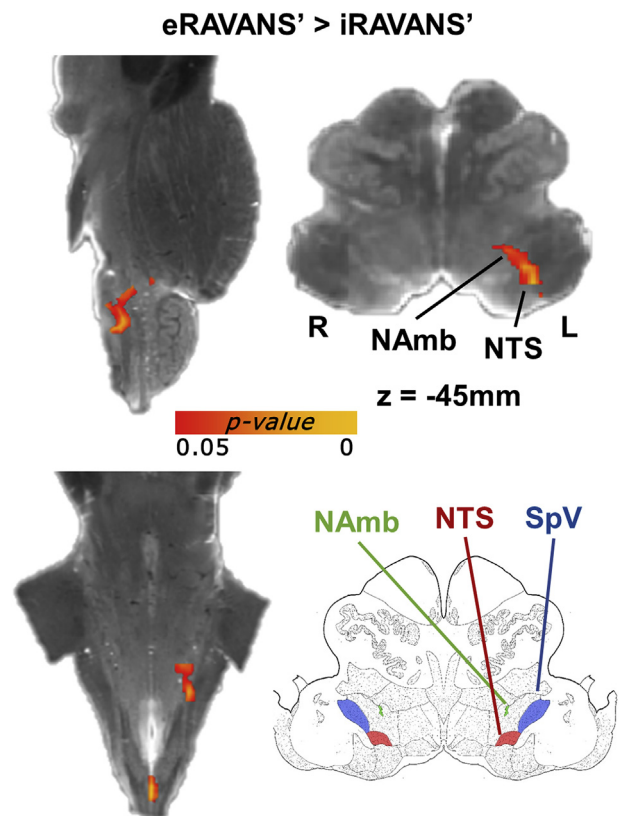 eRAVANS' > iRAVANS'
R
L
NAmb
NTS
z = -45mm
p-value
0.05 0
NAmb NTS SpV